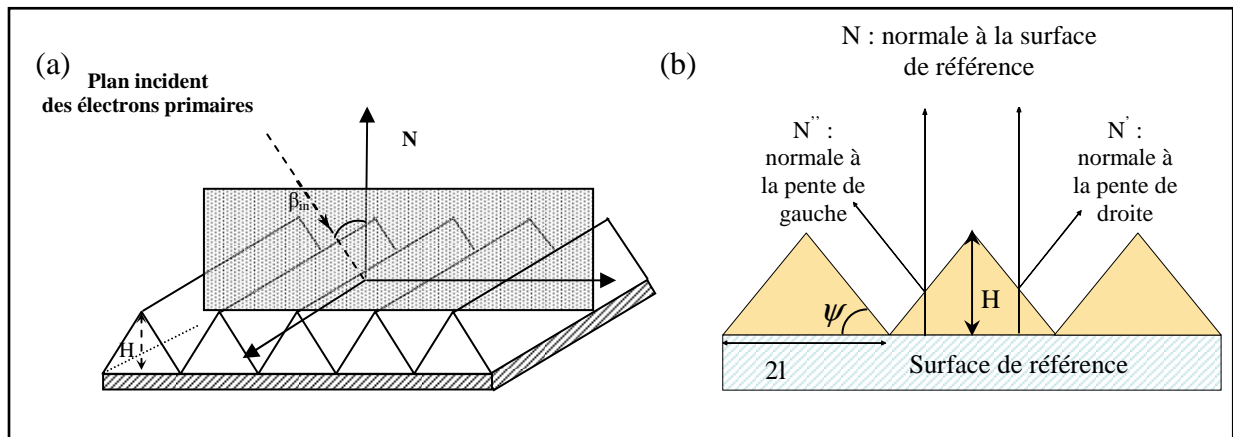 (a)
Plan incident
des électrons primaires
N
βin
H
(b)
N : normale à la surface
de référence
N’’ :
normale à
la pente de
gauche
N’ :
normale à
la pente de
droite
H
ψ
2l
Surface de référence